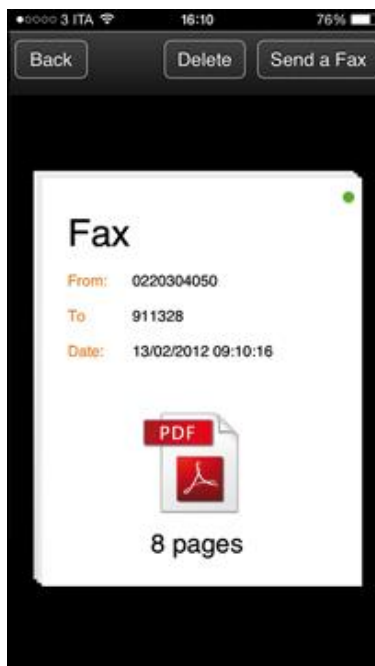 3 ITA 16:10 76%
Back Delete Send a Fax
Fax
From: 0220304050
To 911328
Date: 13/02/2012 09:10:16
PDF
8 pages